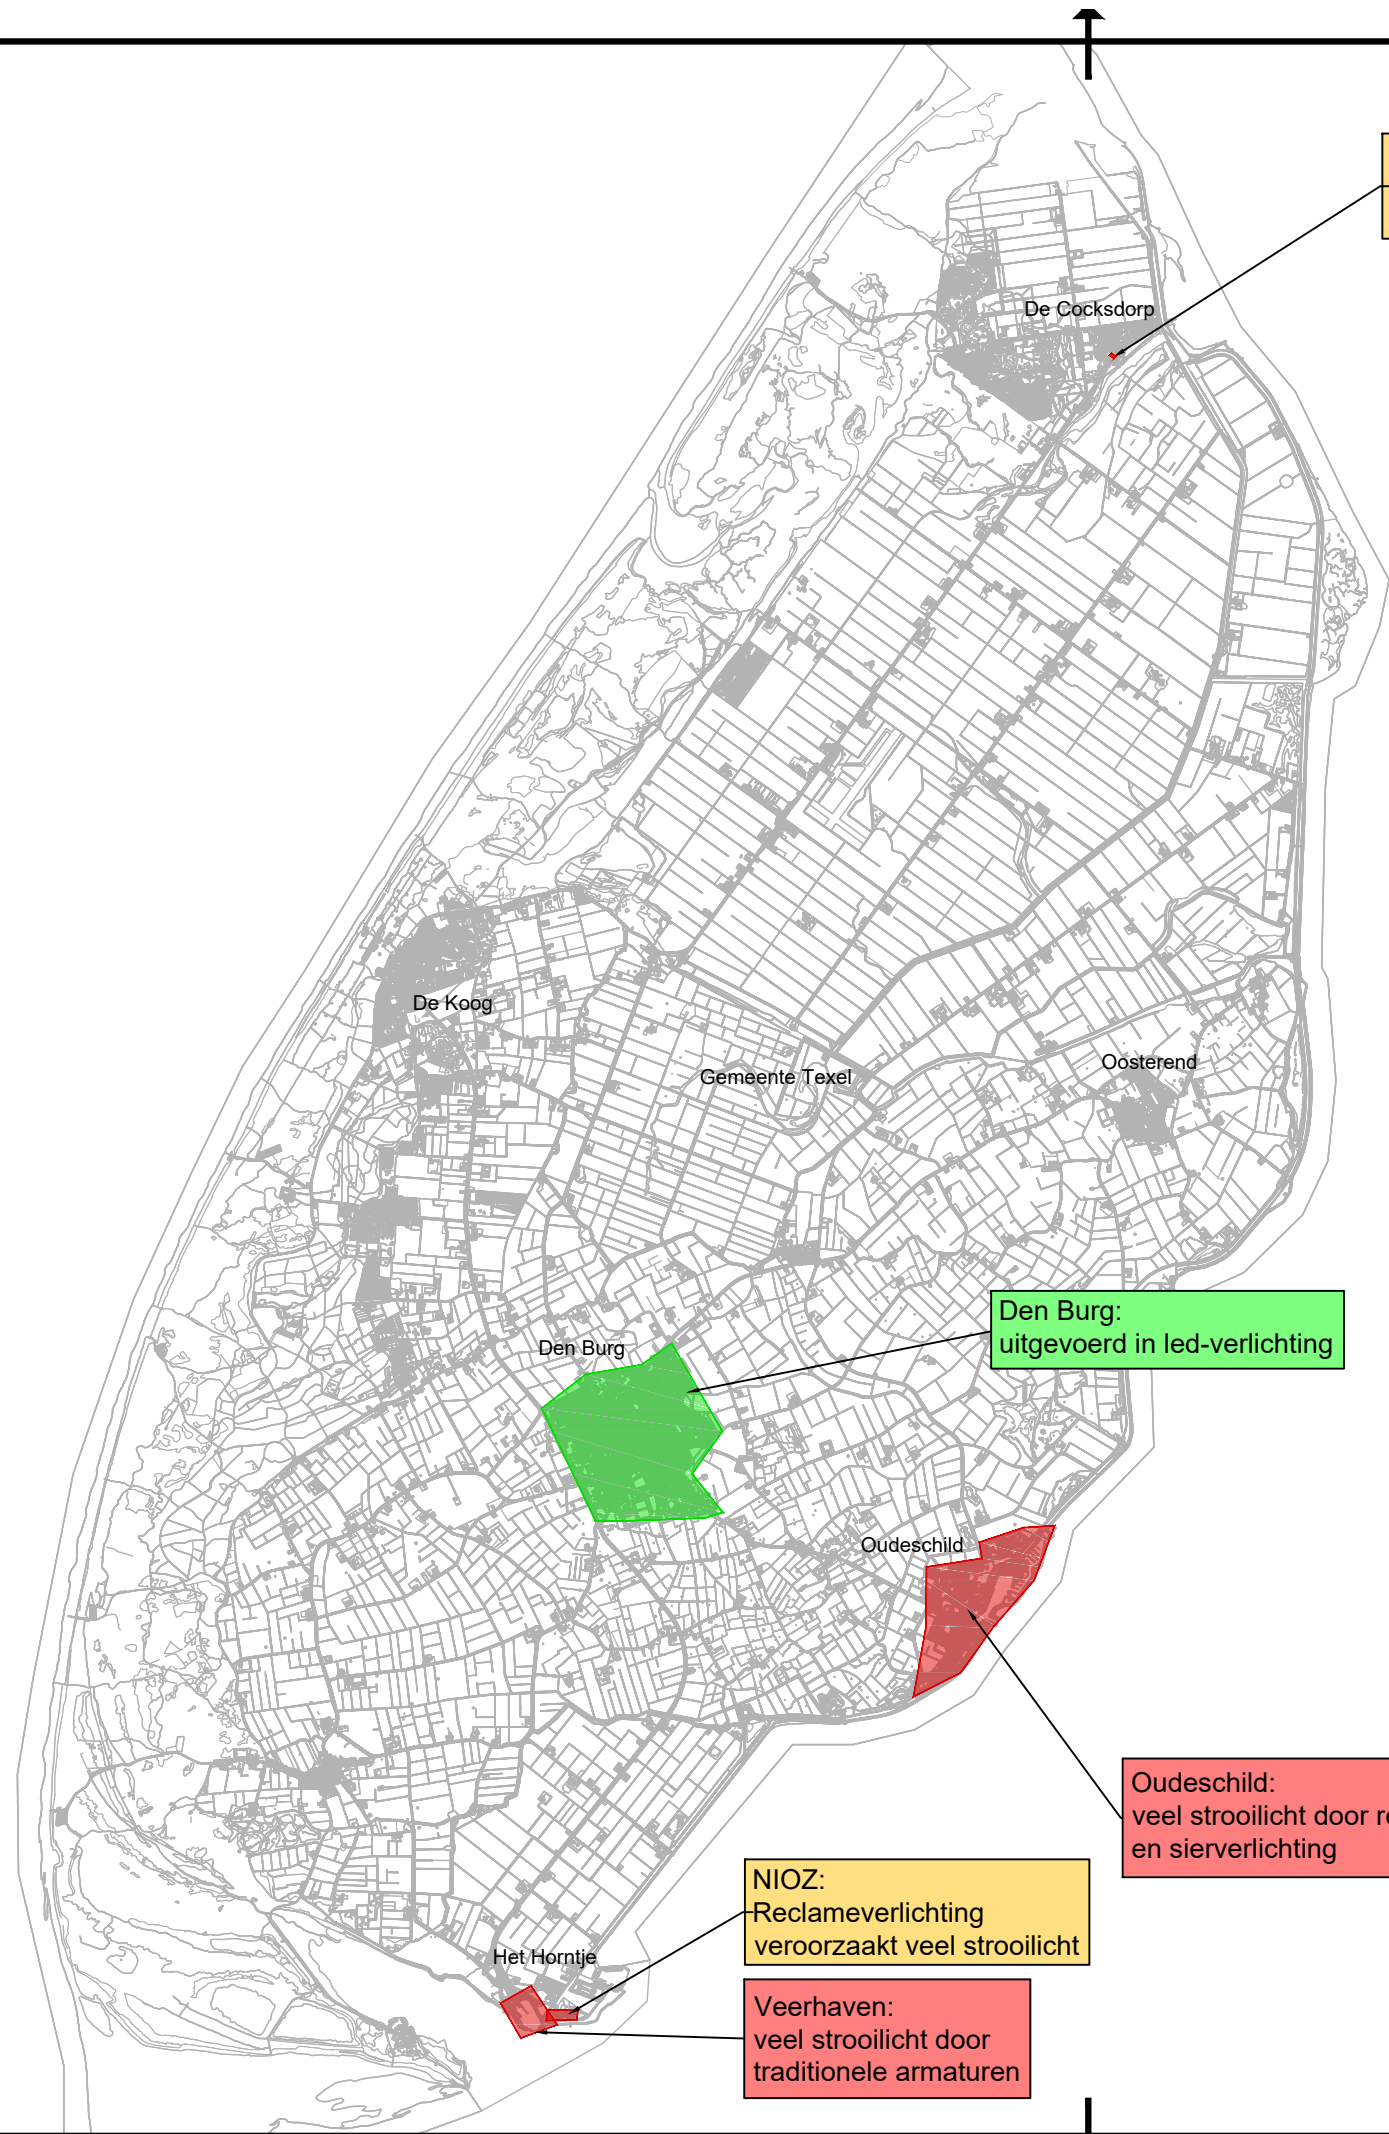 De Cocksdorp
De Koog
Gemeente Texel
Oosterend
Den Burg:
uitgevoerd in led-verlichting
Den Burg
Oudeschild
Oudeschild:
veel strooilicht door
en sierverlichting
NIOZ:
Reclameverlichting
veroorzaakt veel strooilicht
Het Horntje
Veerhaven:
veel strooilicht door
traditionele armaturen